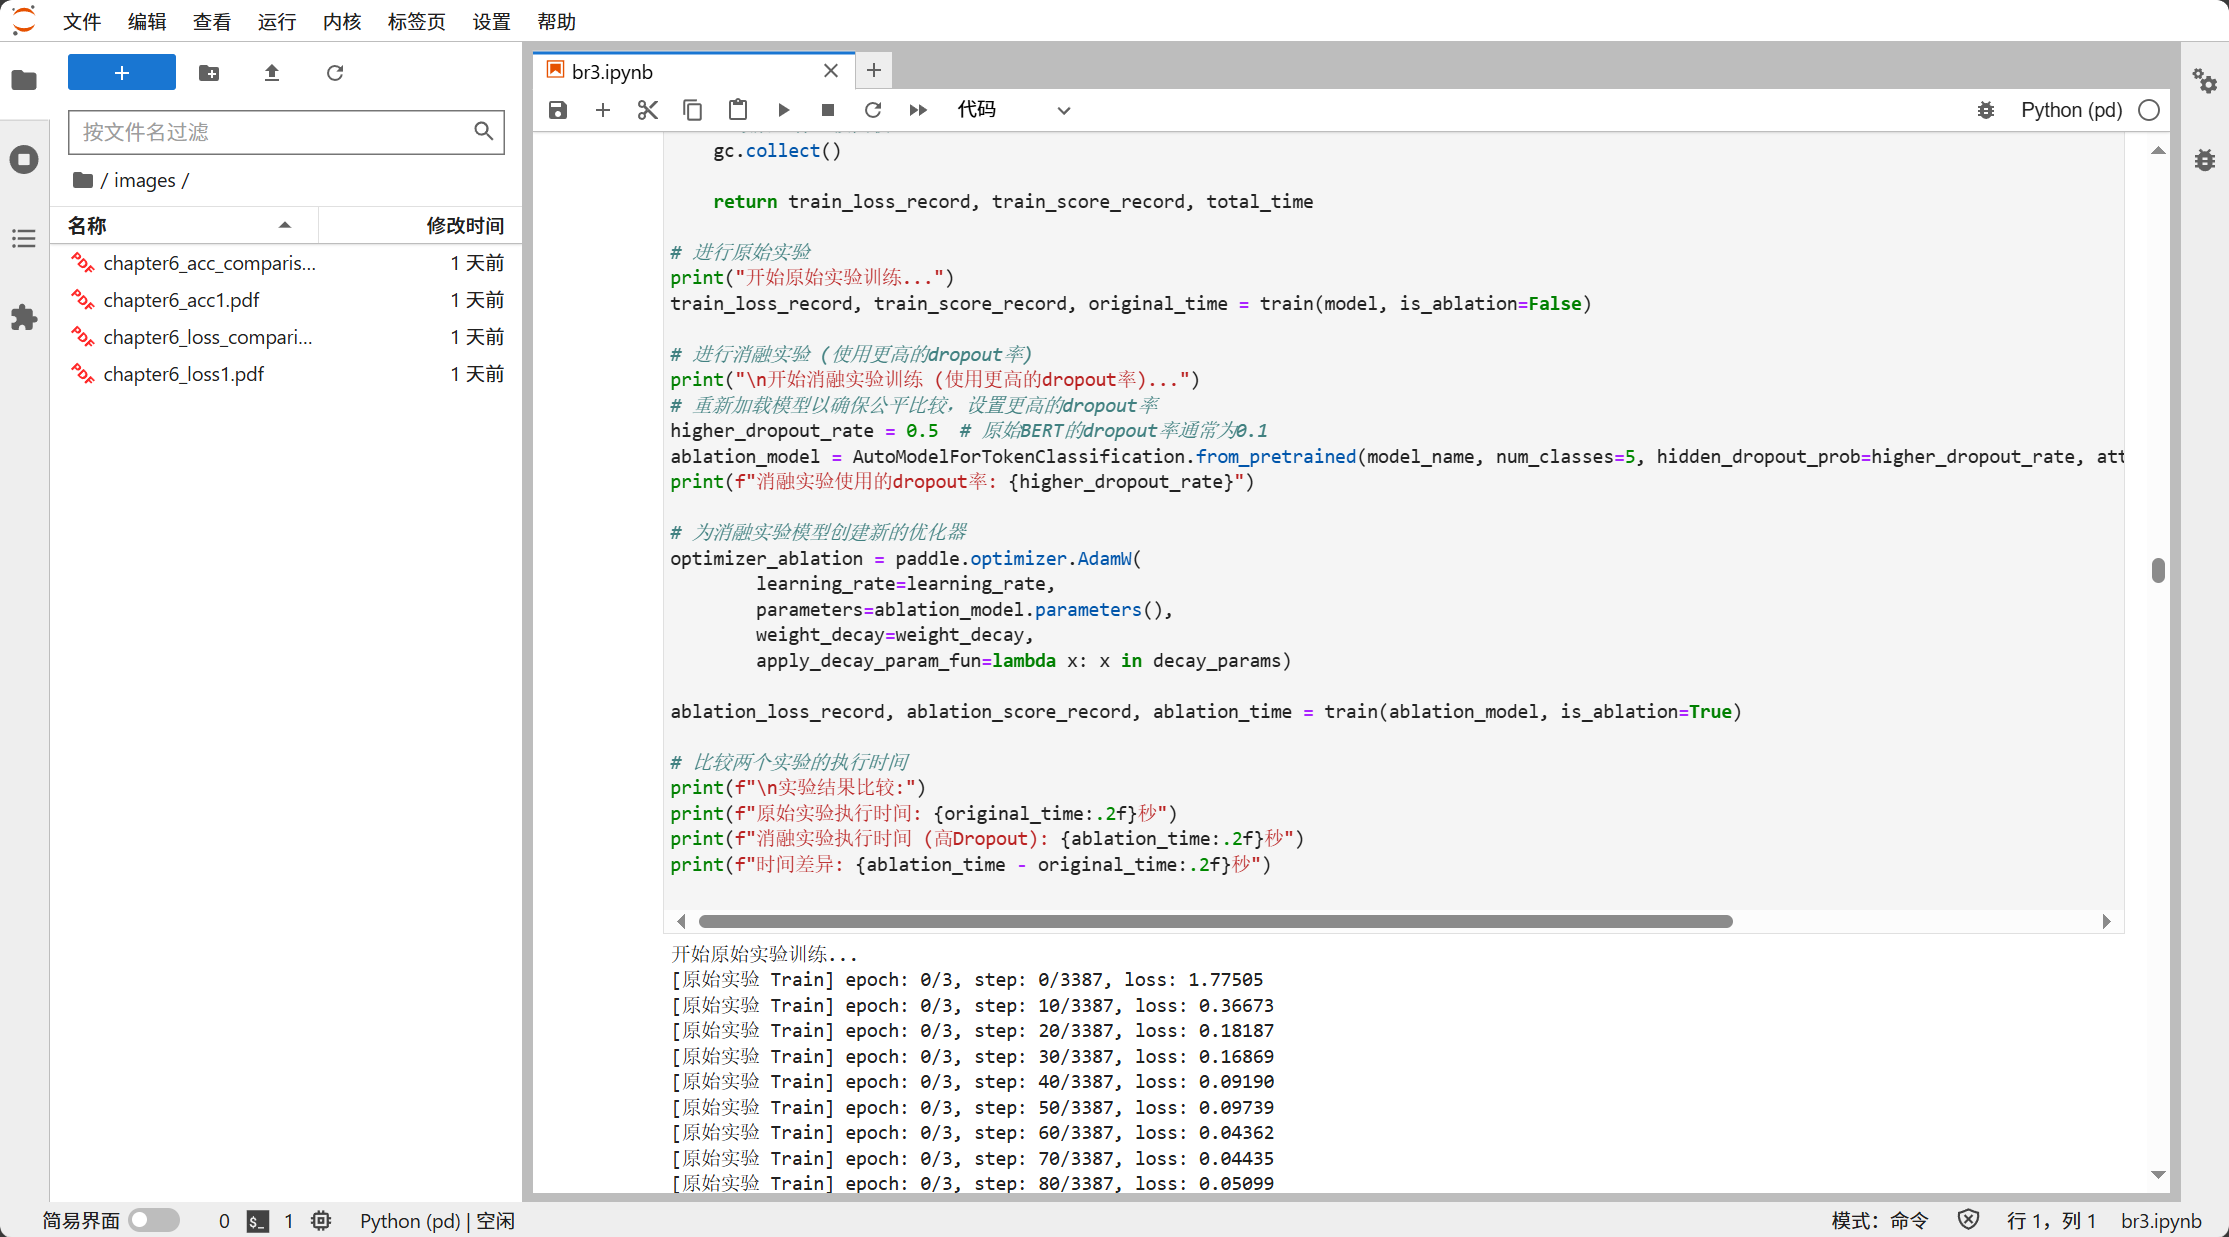 文件 编辑 查看 运行 内核 标签页 设置 帮助
按文件名过滤
/ images /
名称 修改时间
chapter6_acc_comparis... 1 天前
chapter6_acc1.pdf 1 天前
chapter6_loss_compari... 1 天前
chapter6_loss1.pdf 1 天前
br3.ipynb
代码 Python (pd)
gc.collect()
return train_loss_record, train_score_record, total_time
# 进行原始实验
print("开始原始实验训练...")
train_loss_record, train_score_record, original_time = train(model, is_ablation=False)
# 进行消融实验 (使用更高的dropout率)
print("\n开始消融实验训练 (使用更高的dropout率)...")
# 重新加载模型以确保公平比较，设置更高的dropout率
higher_dropout_rate = 0.5  # 原始BERT的dropout率通常为0.1
ablation_model = AutoModelForTokenClassification.from_pretrained(model_name, num_classes=5, hidden_dropout_prob=higher_dropout_rate, att
print(f"消融实验使用的dropout率: {higher_dropout_rate}")
# 为消融实验模型创建新的优化器
optimizer_ablation = paddle.optimizer.AdamW(
learning_rate=learning_rate,
parameters=ablation_model.parameters(),
weight_decay=weight_decay,
apply_decay_param_fun=lambda x: x in decay_params)
ablation_loss_record, ablation_score_record, ablation_time = train(ablation_model, is_ablation=True)
# 比较两个实验的执行时间
print(f"\n实验结果比较:")
print(f"原始实验执行时间: {original_time:.2f}秒")
print(f"消融实验执行时间 (高Dropout): {ablation_time:.2f}秒")
print(f"时间差异: {ablation_time - original_time:.2f}秒")
开始原始实验训练...
[原始实验 Train] epoch: 0/3, step: 0/3387, loss: 1.77505
[原始实验 Train] epoch: 0/3, step: 10/3387, loss: 0.36673
[原始实验 Train] epoch: 0/3, step: 20/3387, loss: 0.18187
[原始实验 Train] epoch: 0/3, step: 30/3387, loss: 0.16869
[原始实验 Train] epoch: 0/3, step: 40/3387, loss: 0.09190
[原始实验 Train] epoch: 0/3, step: 50/3387, loss: 0.09739
[原始实验 Train] epoch: 0/3, step: 60/3387, loss: 0.04362
[原始实验 Train] epoch: 0/3, step: 70/3387, loss: 0.04435
[原始实验 Train] epoch: 0/3, step: 80/3387, loss: 0.05099
简易界面 0 1 Python (pd) | 空闲 模式：命令 行 1，列 1 br3.ipynb